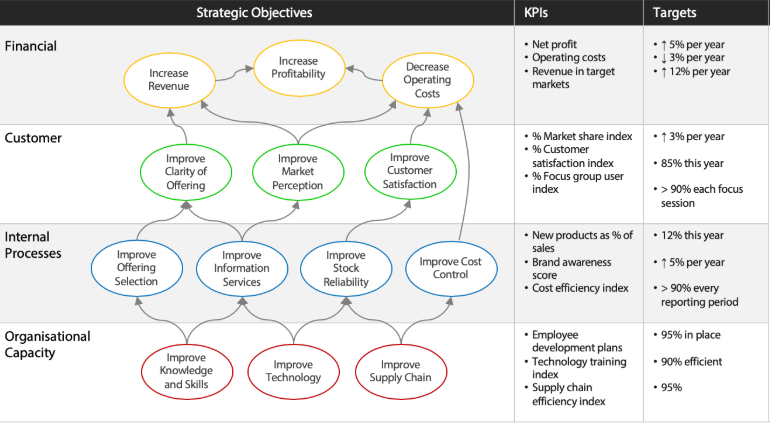 Strategic Objectives
KPIs
Targets
Financial
Increase
Revenue
Increase
Profitability
Decrease
Operating
Costs
• Net profit
• Operating costs
• Revenue in target
markets
• ↑ 5% per year
• ↓ 3% per year
• ↑ 12% per year
Customer
Improve
Clarity of
Offering
Improve
Market
Perception
Improve
Customer
Satisfaction
• % Market share index
• % Customer
satisfaction index
• % Focus group user
index
• ↑ 3% per year
• 85% this year
• > 90% each focus
session
Internal
Processes
Improve
Offering
Selection
Improve
Information
Services
Improve
Stock
Reliability
Improve Cost
Control
• New products as % of
sales
• Brand awareness
score
• Cost efficiency index
• 12% this year
• ↑ 5% per year
• > 90% every
reporting period
Organisational
Capacity
Improve
Knowledge
and Skills
Improve
Technology
Improve
Supply Chain
• Employee
development plans
• Technology training
index
• Supply chain
efficiency index
• 95% in place
• 90% efficient
• 95%